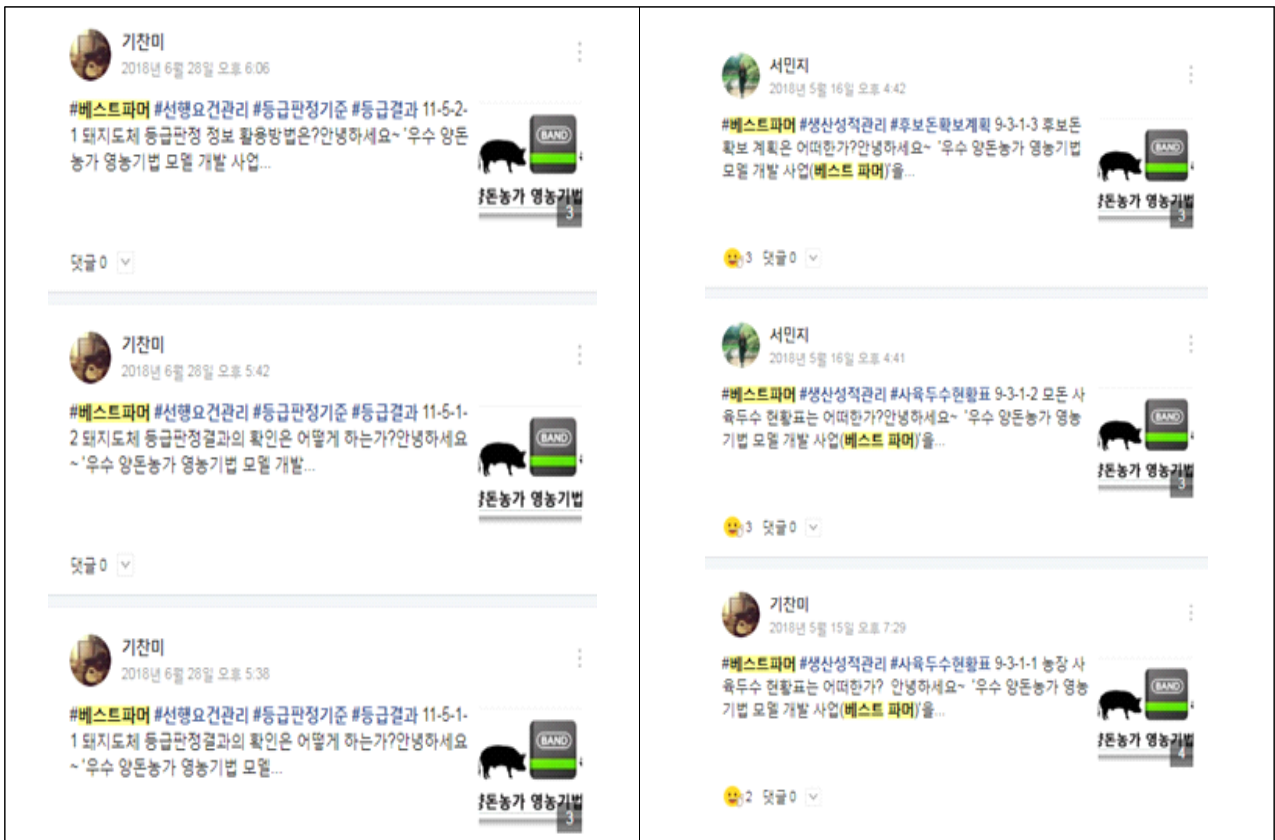 기찬미
2018년 6월 28일 오후 6:06
#베스트파머 #선행요건관리 #등급판정기준 #등급결과 11-5-2-
1 돼지도체 등급판정 정보 활용방법은?안녕하세요~ '우수 양돈
농가 영농기법 모델 개발 사업...
BAND
양돈농가 영농기법
3
댓글 0
기찬미
2018년 6월 28일 오후 5:42
#베스트파머 #선행요건관리 #등급판정기준 #등급결과 11-5-1-
2 돼지도체 등급판정결과의 확인은 어떻게 하는가?안녕하세요
~ '우수 양돈농가 영농기법 모델 개발...
BAND
양돈농가 영농기법
댓글 0
기찬미
2018년 6월 28일 오후 5:38
#베스트파머 #선행요건관리 #등급판정기준 #등급결과 11-5-1-
1 돼지도체 등급판정결과의 확인은 어떻게 하는가?안녕하세요
~ '우수 양돈농가 영농기법 모델...
BAND
양돈농가 영농기법
3
서민지
2018년 5월 16일 오후 4:42
#베스트파머 #생산성적관리 #후보돈확보계획 9-3-1-3 후보돈
확보 계획은 어떠한가?안녕하세요~ '우수 양돈농가 영농기법
모델 개발 사업(베스트 파머)'을...
BAND
양돈농가 영농기법
3
3 댓글 0
서민지
2018년 5월 16일 오후 4:41
#베스트파머 #생산성적관리 #사육두수현황표 9-3-1-2 모돈 사
육두수 현황표는 어떠한가?안녕하세요~ '우수 양돈농가 영농
기법 모델 개발 사업(베스트 파머)'을...
BAND
양돈농가 영농기법
3
3 댓글 0
기찬미
2018년 5월 15일 오후 7:29
#베스트파머 #생산성적관리 #사육두수현황표 9-3-1-1 농장 사
육두수 현황표는 어떠한가? 안녕하세요~ '우수 양돈농가 영농
기법 모델 개발 사업(베스트 파머)'을...
BAND
양돈농가 영농기법
4
2 댓글 0